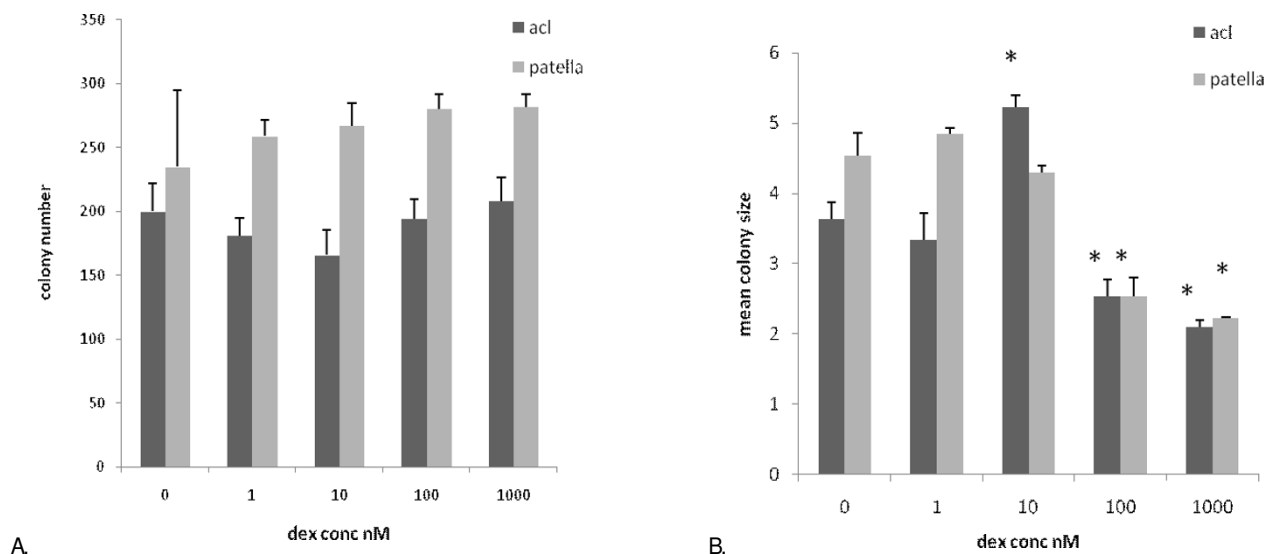 350
300
250
200
150
100
50
0
colony number
acl
patella
0 1 10 100 1000
dex conc nM
A.
6
5
4
3
2
1
0
mean colony size
acl
patella
*
* *
* *
0 1 10 100 1000
dex conc nM
B.